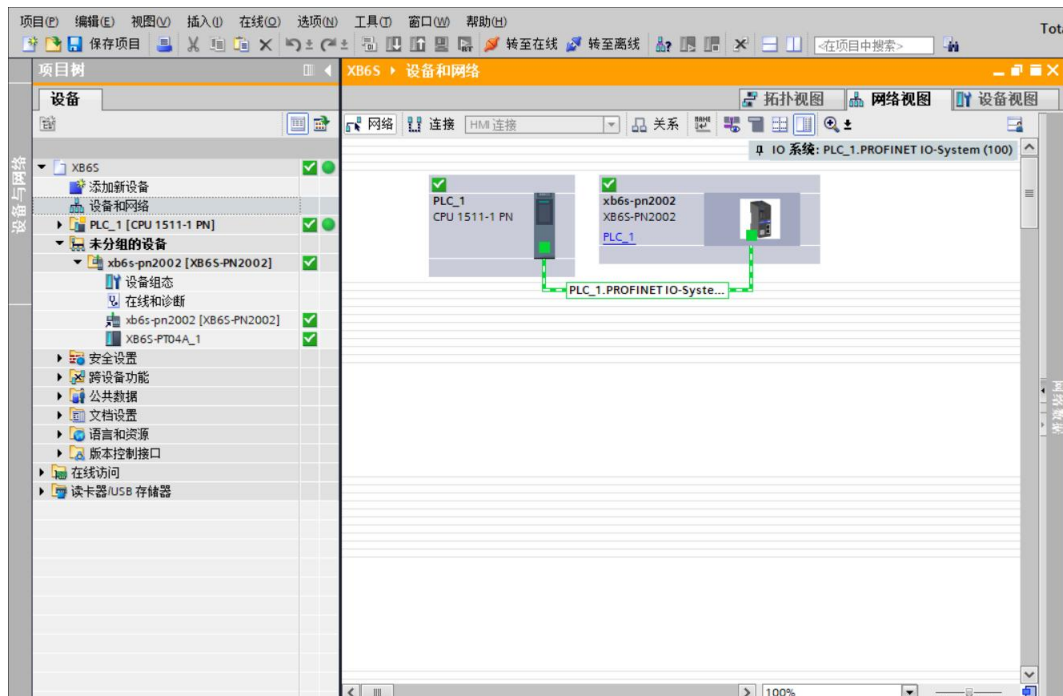 项目(P) 编辑(E) 视图(V) 插入(I) 在线(O) 选项(N) 工具(T) 窗口(W) 帮助(H)
Tot
保存项目 转至在线 转至离线 <在项目中搜索>
项目树
XB6S 设备和网络
设备
拓扑视图 网络视图 设备视图
网络 连接 HMI 连接 关系
IO 系统: PLC_1.PROFINET IO-System (100)
设备与网络
XB6S
添加新设备
设备和网络
PLC_1 [CPU 1511-1 PN]
未分组的设备
xb6s-pn2002 [XB6S-PN2002]
设备组态
在线和诊断
xb6s-pn2002 [XB6S-PN2002]
XB6S-PT04A_1
安全设置
跨设备功能
公共数据
文档设置
语言和资源
版本控制接口
在线访问
读卡器/USB 存储器
PLC_1
CPU 1511-1 PN
xb6s-pn2002
XB6S-PN2002
PLC_1
PLC_1.PROFINET IO-Syste...
网络数据
100%